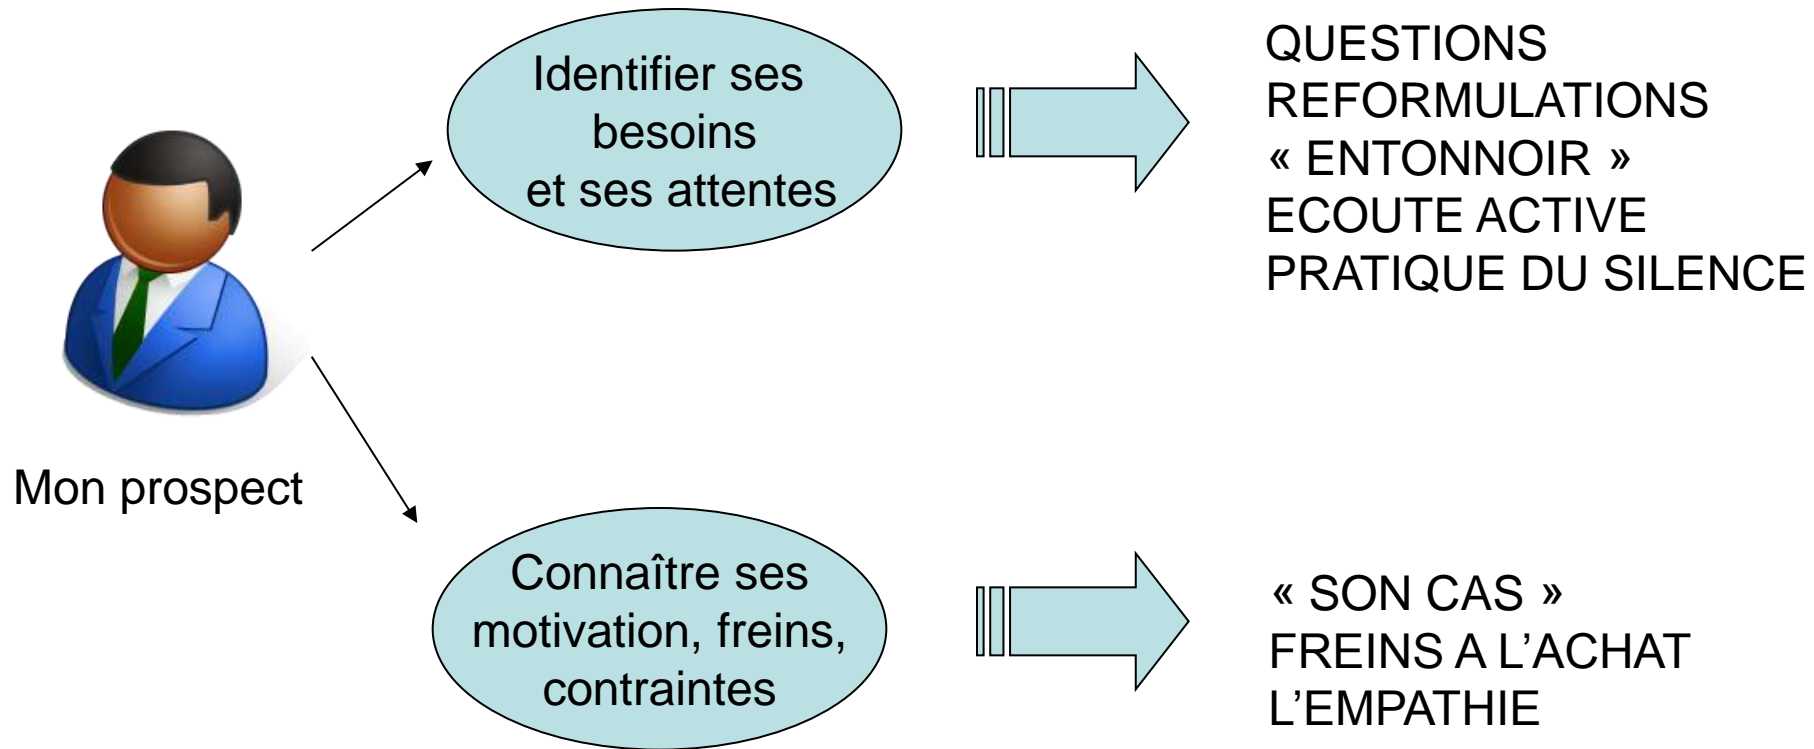 Mon prospect
Identifier ses
besoins
et ses attentes
QUESTIONS
REFORMULATIONS
« ENTONNOIR »
ECOUTE ACTIVE
PRATIQUE DU SILENCE
Connaître ses
motivation, freins,
contraintes
« SON CAS »
FREINS A L’ACHAT
L’EMPATHIE